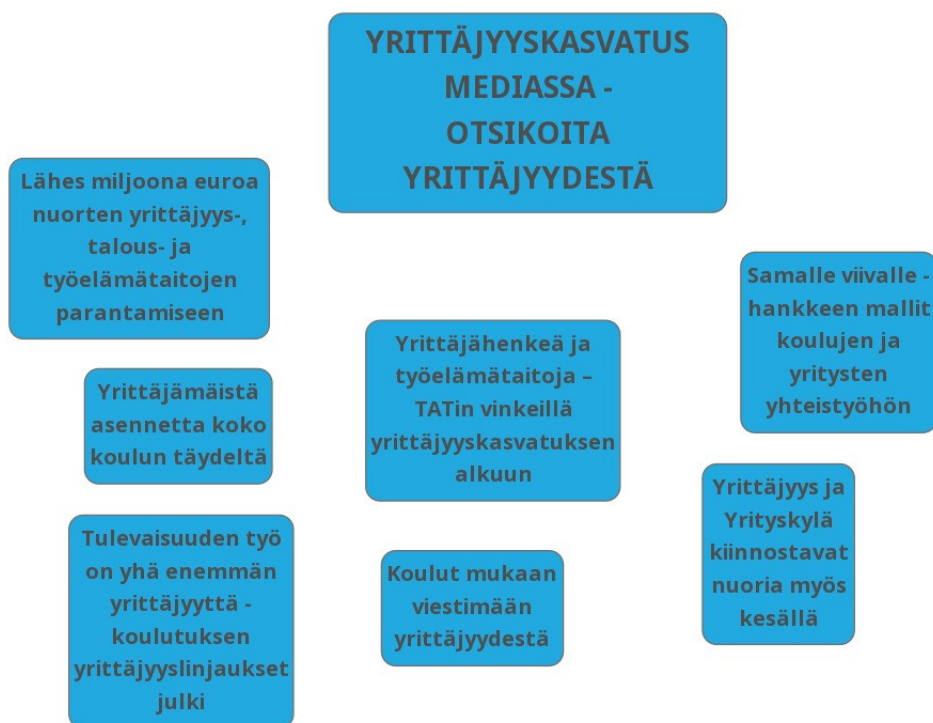 YRITTÄJYYSKASVATUS
MEDIASSA -
OTSIKOITA
YRITTÄJYYDESTÄ
Lähes miljoona euroa
nuorten yrittäjyys-,
talous- ja
työelämätaitojen
parantamiseen
Samalle viivalle -
hankkeen mallit
koulujen ja
yritysten
yhteistyöhön
Yrittäjähenkeä ja
työelämätaitoja –
TATin vinkeillä
yrittäjyyskasvatuksen
alkuun
Yrittäjämäistä
asennetta koko
koulun täydeltä
Yrittäjyys ja
Yrityskylä
kiinnostavat
nuoria myös
kesällä
Tulevaisuuden työ
on yhä enemmän
yrittäjyyttä -
koulutuksen
yrittäjyyslinjaukset
julki
Koulut mukaan
viestimään
yrittäjyydestä